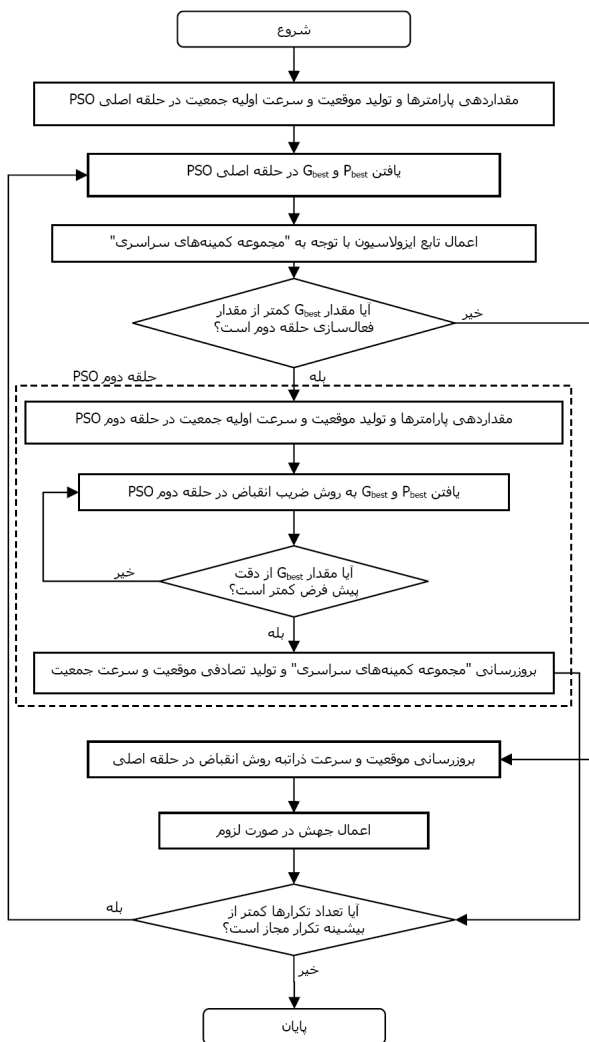 شروع
مقداردهی پارامترها و تولید موقعیت و سرعت اولیه جمعیت در حلقه اصلی PSO
یافتن Pbest و Gbest در حلقه اصلی PSO
اعمال تابع ایزولاسیون با توجه به "مجموعه کمینه‌های سراسری"
آیا مقدار Gbest کمتر از مقدار
فعال‌سازی حلقه دوم است؟
خیر
بله
حلقه دوم PSO
مقداردهی پارامترها و تولید موقعیت و سرعت اولیه جمعیت در حلقه دوم PSO
یافتن Pbest و Gbest به روش ضریب انقباض در حلقه دوم PSO
آیا مقدار Gbest از دقت
پیش فرض کمتر است؟
خیر
بله
بروزرسانی "مجموعه کمینه‌های سراسری" و تولید تصادفی موقعیت و سرعت جمعیت
بروزرسانی موقعیت و سرعت ذراتبه روش انقباض در حلقه اصلی
اعمال جهش در صورت لزوم
آیا تعداد تکرارها کمتر از
بیشینه تکرار مجاز است؟
بله
خیر
پایان